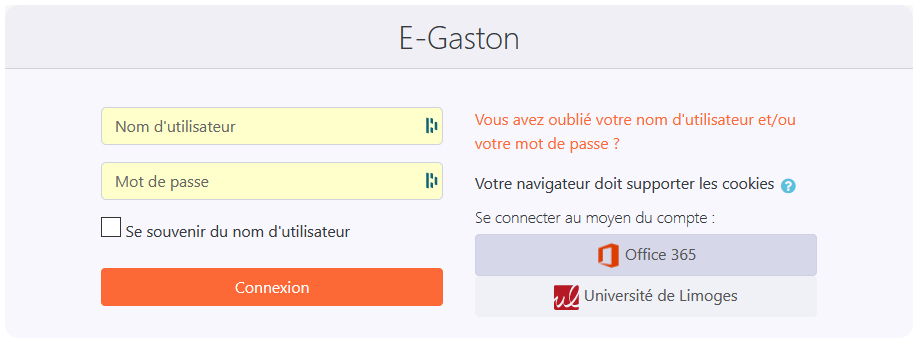 E-Gaston
Nom d'utilisateur
Mot de passe
Se souvenir du nom d'utilisateur
Connexion
Vous avez oublié votre nom d'utilisateur et/ou
votre mot de passe ?
Votre navigateur doit supporter les cookies ?
Se connecter au moyen du compte :
Office 365
ul Université de Limoges